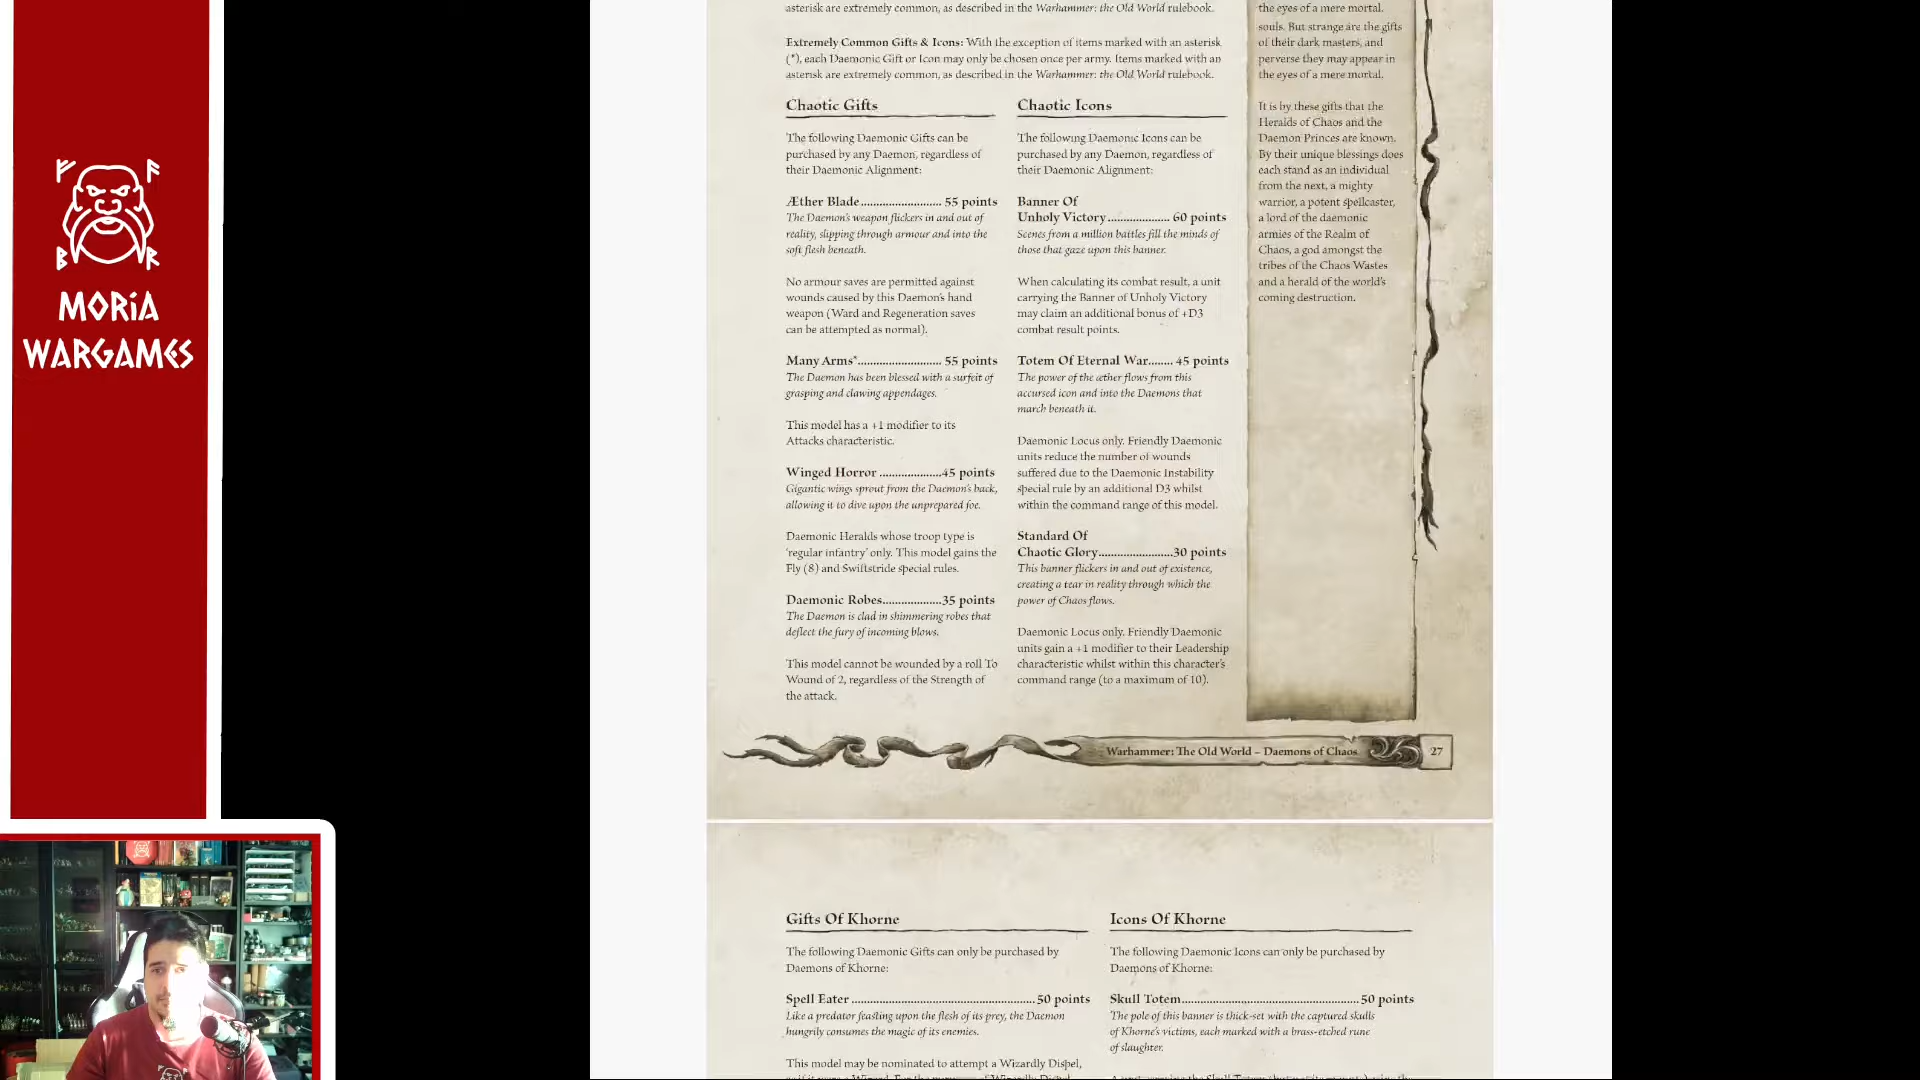 MORIA
WARGAMES
asterisk are extremely common, as described in the Warhammer: the Old World rulebook.
Extremely Common Gifts & Icons: With the exception of items marked with an asterisk
(*), each Daemonic Gift or Icon may only be chosen once per army. Items marked with an
asterisk are extremely common, as described in the Warhammer: the Old World rulebook.
Chaotic Gifts
The following Daemonic Gifts can be
purchased by any Daemon, regardless of
their Daemonic Alignment:
Æther Blade......................... 55 points
The Daemon's weapon flickers in and out of
reality, slipping through armour and into the
soft flesh beneath.
No armour saves are permitted against
wounds caused by this Daemon's hand
weapon (Ward and Regeneration saves
can be attempted as normal).
Many Arms*.......................... 55 points
The Daemon has been blessed with a surfeit of
grasping and clawing appendages.
This model has a +1 modifier to its
Attacks characteristic.
Winged Horror ...................45 points
Gigantic wings sprout from the Daemon's back,
allowing it to dive upon the unprepared foe.
Daemonic Heralds whose troop type is
'regular infantry' only. This model gains the
Fly (8) and Swiftstride special rules.
Daemonic Robes..................35 points
The Daemon is clad in shimmering robes that
deflect the fury of incoming blows.
This model cannot be wounded by a roll To
Wound of 2, regardless of the Strength of
the attack.
Chaotic Icons
The following Daemonic Icons can be
purchased by any Daemon, regardless of
their Daemonic Alignment:
Banner Of
Unholy Victory................... 60 points
Scenes from a million battles fill the minds of
those that gaze upon this banner.
When calculating its combat result, a unit
carrying the Banner of Unholy Victory
may claim an additional bonus of +D3
combat result points.
Totem Of Eternal War........ 45 points
The power of the æther flows from this
accursed icon and into the Daemons that
march beneath it.
Daemonic Locus only. Friendly Daemonic
units reduce the number of wounds
suffered due to the Daemonic Instability
special rule by an additional D3 whilst
within the command range of this model.
Standard Of
Chaotic Glory.......................30 points
This banner flickers in and out of existence,
creating a tear in reality through which the
power of Chaos flows.
Daemonic Locus only. Friendly Daemonic
units gain a +1 modifier to their Leadership
characteristic whilst within this character's
command range (to a maximum of 10).
the eyes of a mere mortal.
souls. But strange are the gifts
of their dark masters, and
perverse they may appear in
the eyes of a mere mortal.
It is by these gifts that the
Heralds of Chaos and the
Daemon Princes are known.
By their unique blessings does
each stand as an individual
from the next, a mighty
warrior, a potent spellcaster,
a lord of the daemonic
armies of the Realm of
Chaos, a god amongst the
tribes of the Chaos Wastes
and a herald of the world's
coming destruction.
Warhammer: The Old World – Daemons of Chaos
27
Gifts Of Khorne
The following Daemonic Gifts can only be purchased by
Daemons of Khorne:
Spell Eater ......................................................... 50 points
Like a predator feasting upon the flesh of its prey, the Daemon
hungrily consumes the magic of its enemies.
This model may be nominated to attempt a Wizardly Dispel,
Icons Of Khorne
The following Daemonic Icons can only be purchased by
Daemons of Khorne:
Skull Totem....................................................... 50 points
The pole of this banner is thick-set with the captured skulls
of Khorne's victims, each marked with a brass-etched rune
of slaughter.